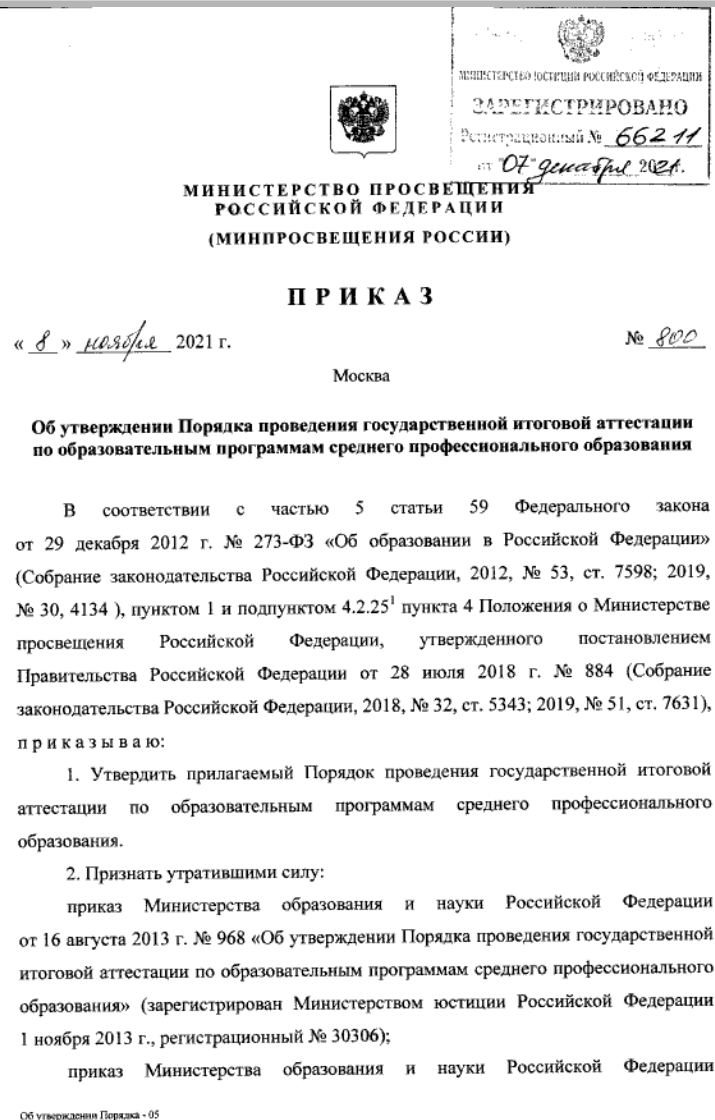 МИНИСТЕРСТВО ЮСТИЦИИ РОССИЙСКОЙ ФЕДЕРАЦИИ
ЗАРЕГИСТРИРОВАНО
Регистрационный № 66211
от "07" декабря 2021.
МИНИСТЕРСТВО ПРОСВЕЩЕНИЯ
РОССИЙСКОЙ ФЕДЕРАЦИИ
(МИНПРОСВЕЩЕНИЯ РОССИИ)
П Р И К А З
« 8 » ноября 2021 г. № 800
Москва
Об утверждении Порядка проведения государственной итоговой аттестации
по образовательным программам среднего профессионального образования
В соответствии с частью 5 статьи 59 Федерального закона
от 29 декабря 2012 г. № 273-ФЗ «Об образовании в Российской Федерации»
(Собрание законодательства Российской Федерации, 2012, № 53, ст. 7598; 2019,
№ 30, 4134 ), пунктом 1 и подпунктом 4.2.25¹ пункта 4 Положения о Министерстве
просвещения Российской Федерации, утвержденного постановлением
Правительства Российской Федерации от 28 июля 2018 г. № 884 (Собрание
законодательства Российской Федерации, 2018, № 32, ст. 5343; 2019, № 51, ст. 7631),
п р и к а з ы в а ю:
1. Утвердить прилагаемый Порядок проведения государственной итоговой
аттестации по образовательным программам среднего профессионального
образования.
2. Признать утратившими силу:
приказ Министерства образования и науки Российской Федерации
от 16 августа 2013 г. № 968 «Об утверждении Порядка проведения государственной
итоговой аттестации по образовательным программам среднего профессионального
образования» (зарегистрирован Министерством юстиции Российской Федерации
1 ноября 2013 г., регистрационный № 30306);
приказ Министерства образования и науки Российской Федерации
Об утверждении Порядка - 05